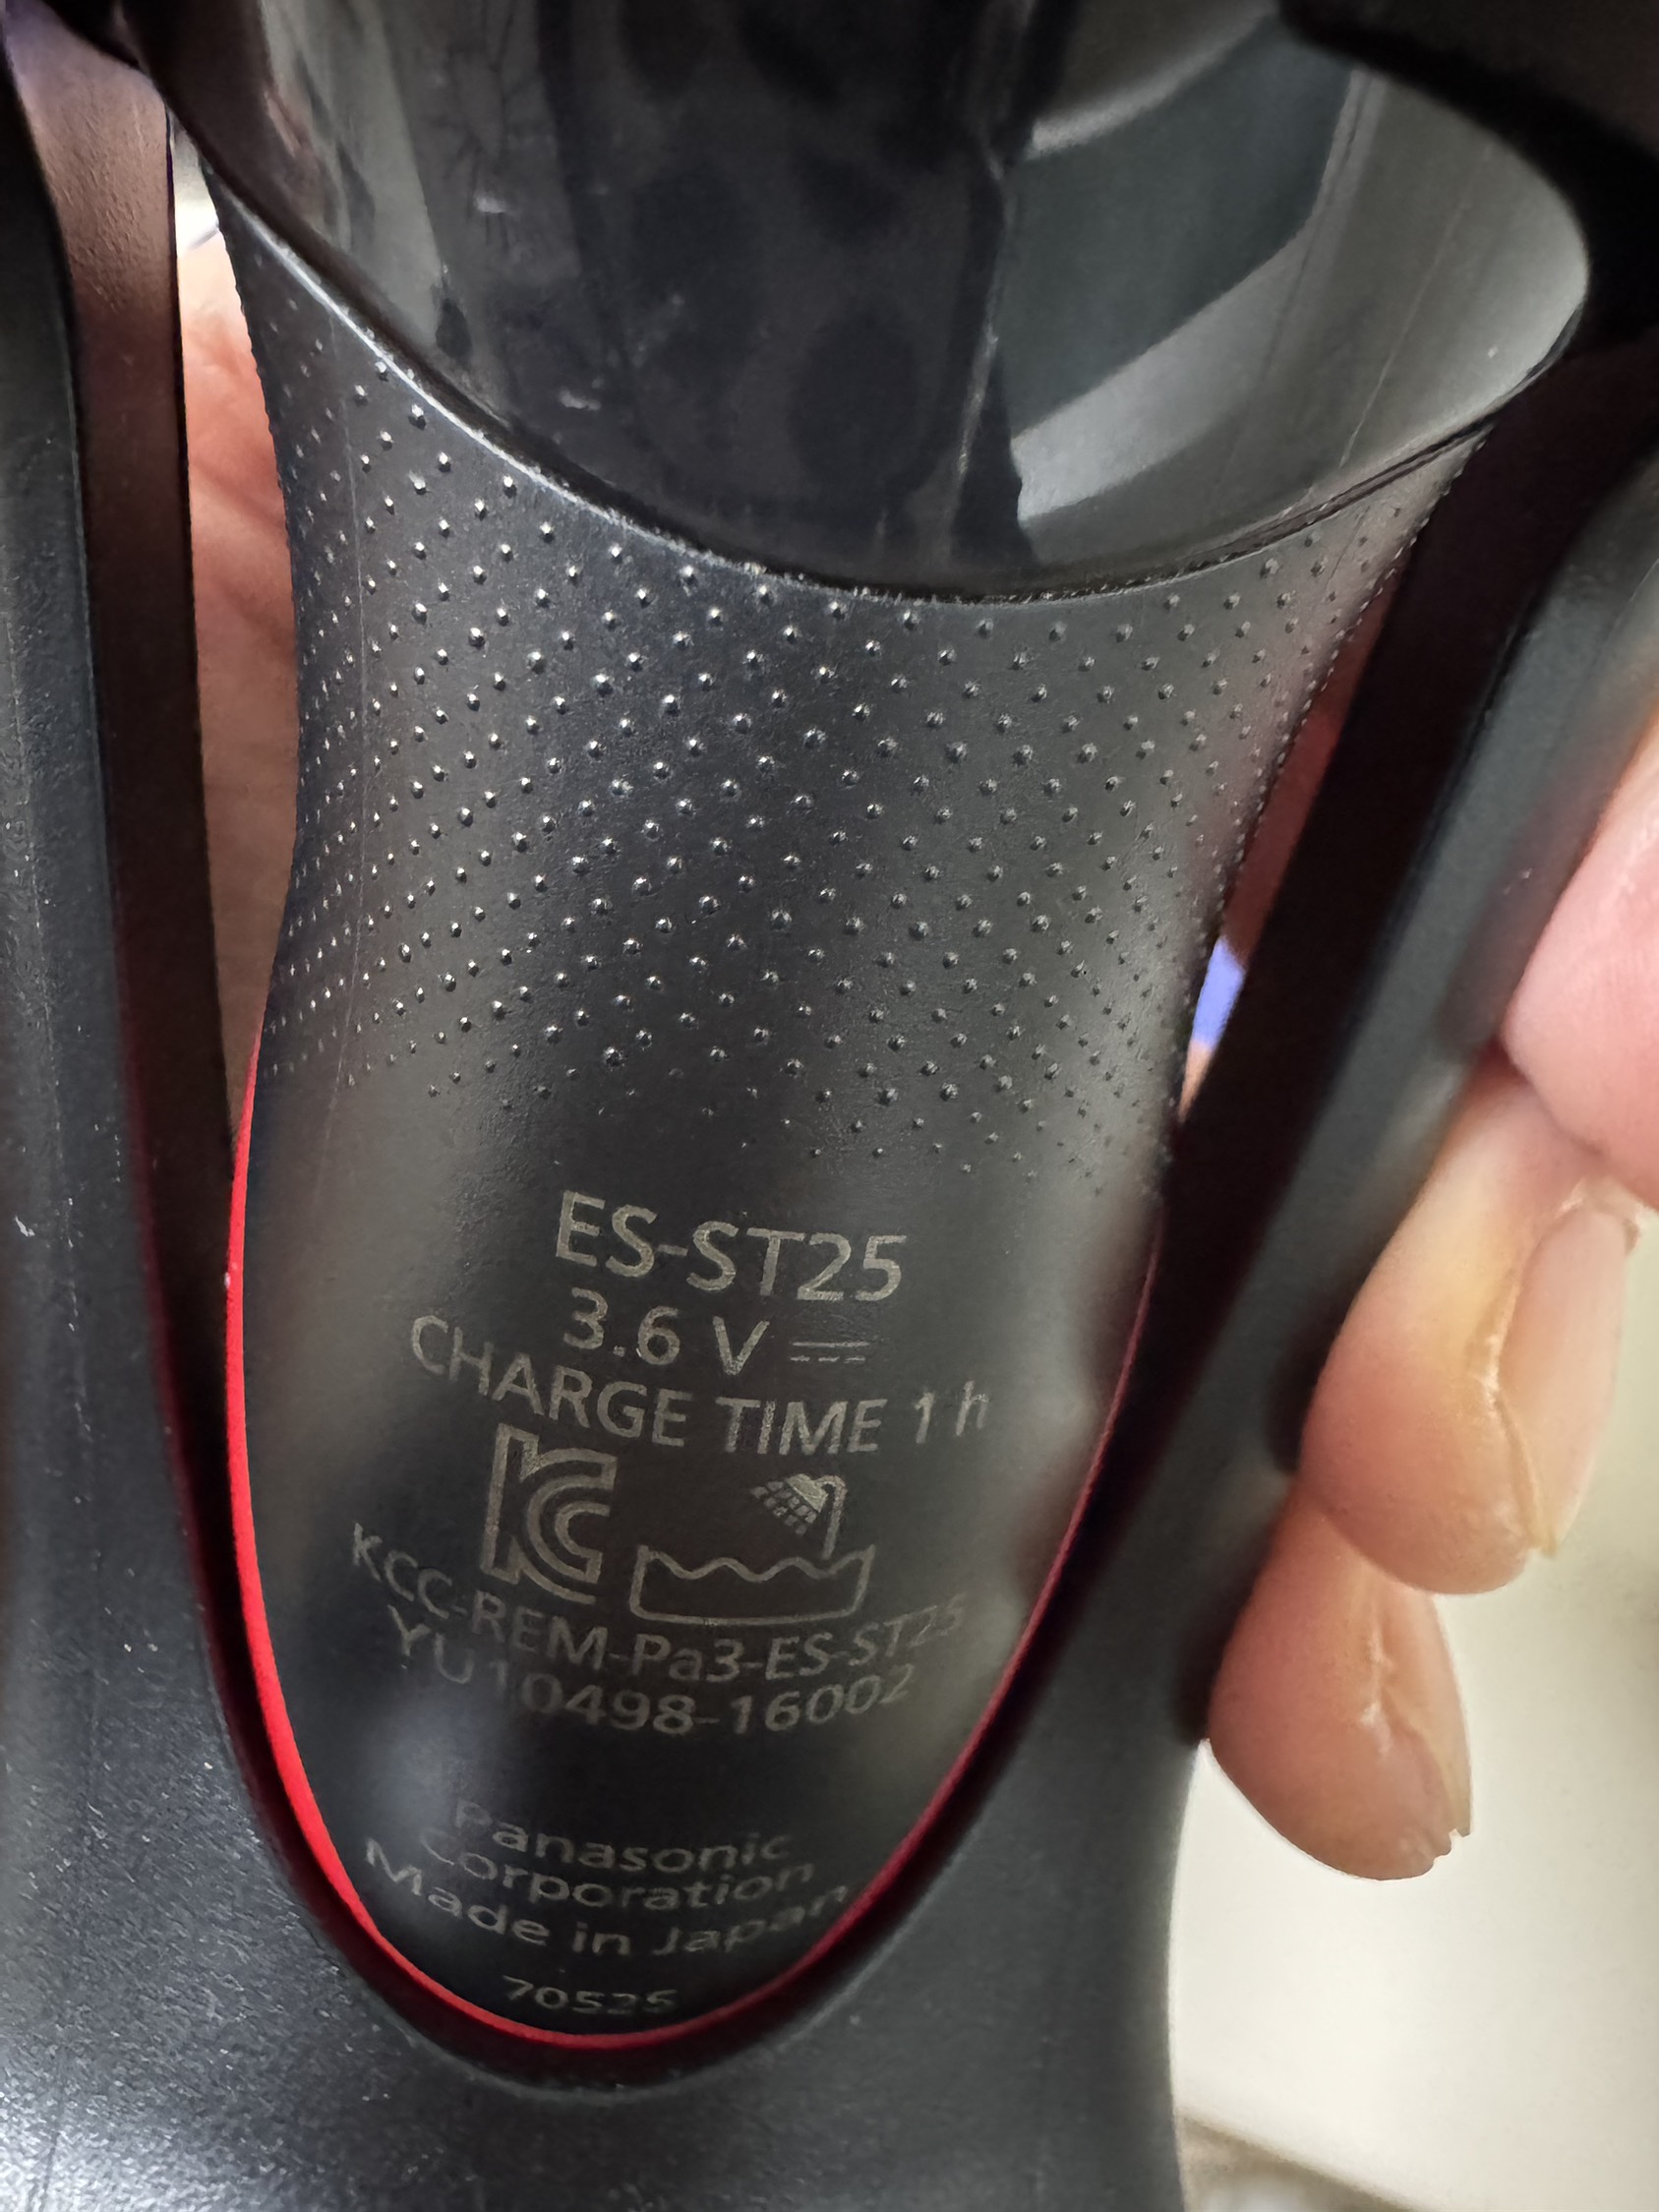 ES-ST25
3.6 V ⎓
CHARGE TIME 1 h
KCC-REM-Pa3-ES-ST25
YU10498-16002
Panasonic
Corporation
Made in Japan
70525